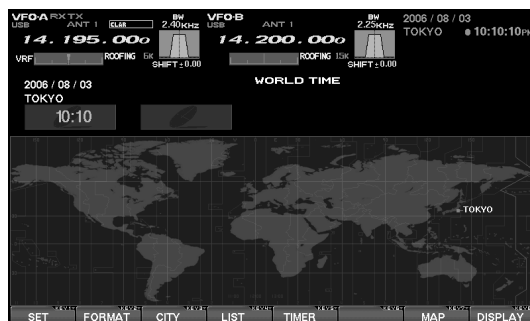 VFO-A RX TX
USB
ANT 1
CLAR
BW
2.40KHz
14. 195. 000
VRF
ROOFING 6K
SHIFT ± 0.00
VFO-B
USB
ANT 1
BW
2.25KHz
14. 200. 000
ROOFING 15K
SHIFT ± 0.00
2006 / 08 / 03
TOKYO 10:10:10PM
WORLD TIME
2006 / 08 / 03
TOKYO
10:10
TOKYO
SET FORMAT CITY LIST TIMER MAP DISPLAY